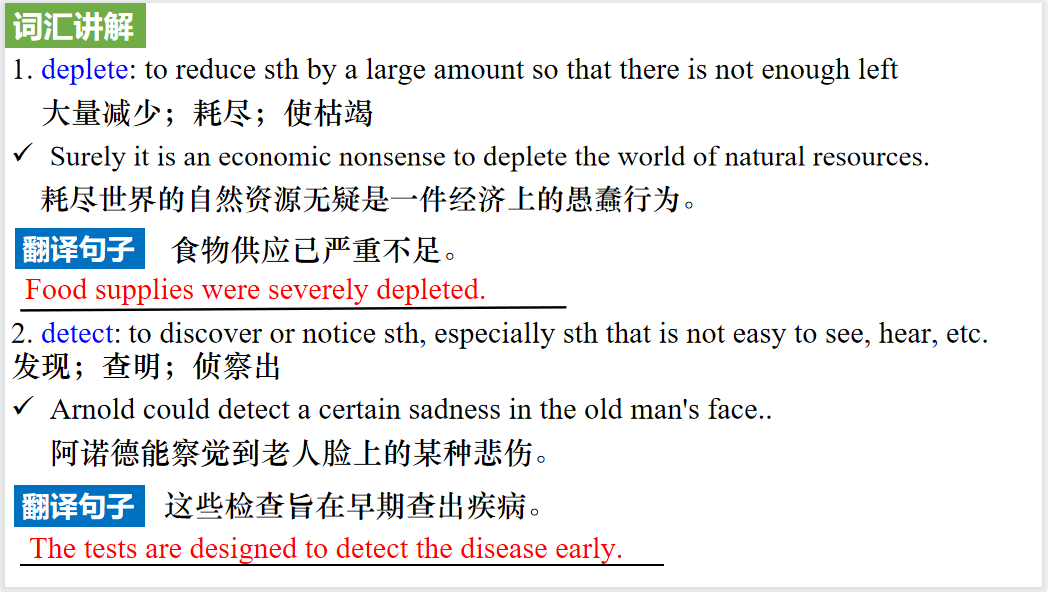 词汇讲解
1. deplete: to reduce sth by a large amount so that there is not enough left
大量减少；耗尽；使枯竭
✓ Surely it is an economic nonsense to deplete the world of natural resources.
耗尽世界的自然资源无疑是一件经济上的愚蠢行为。
翻译句子 食物供应已严重不足。
Food supplies were severely depleted.
2. detect: to discover or notice sth, especially sth that is not easy to see, hear, etc.
发现；查明；侦察出
✓ Arnold could detect a certain sadness in the old man's face..
阿诺德能察觉到老人脸上的某种悲伤。
翻译句子 这些检查旨在早期查出疾病。
The tests are designed to detect the disease early.